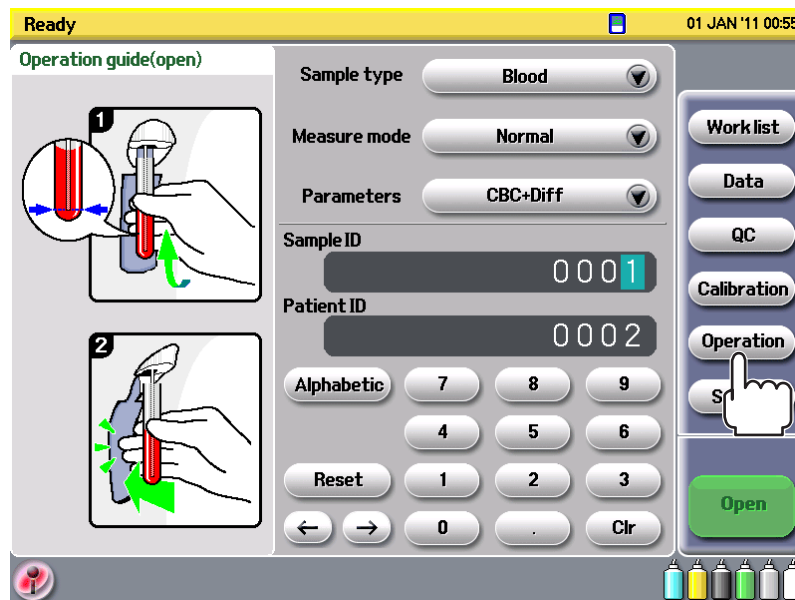 Ready
01 JAN '11 00:55
Operation guide(open)
1
2
Sample type
Blood
Measure mode
Normal
Parameters
CBC+Diff
Sample ID
0001
Patient ID
0002
Alphabetic 7 8 9
4 5 6
Reset 1 2 3
← → 0 . Clr
Work list
Data
QC
Calibration
Operation
Open